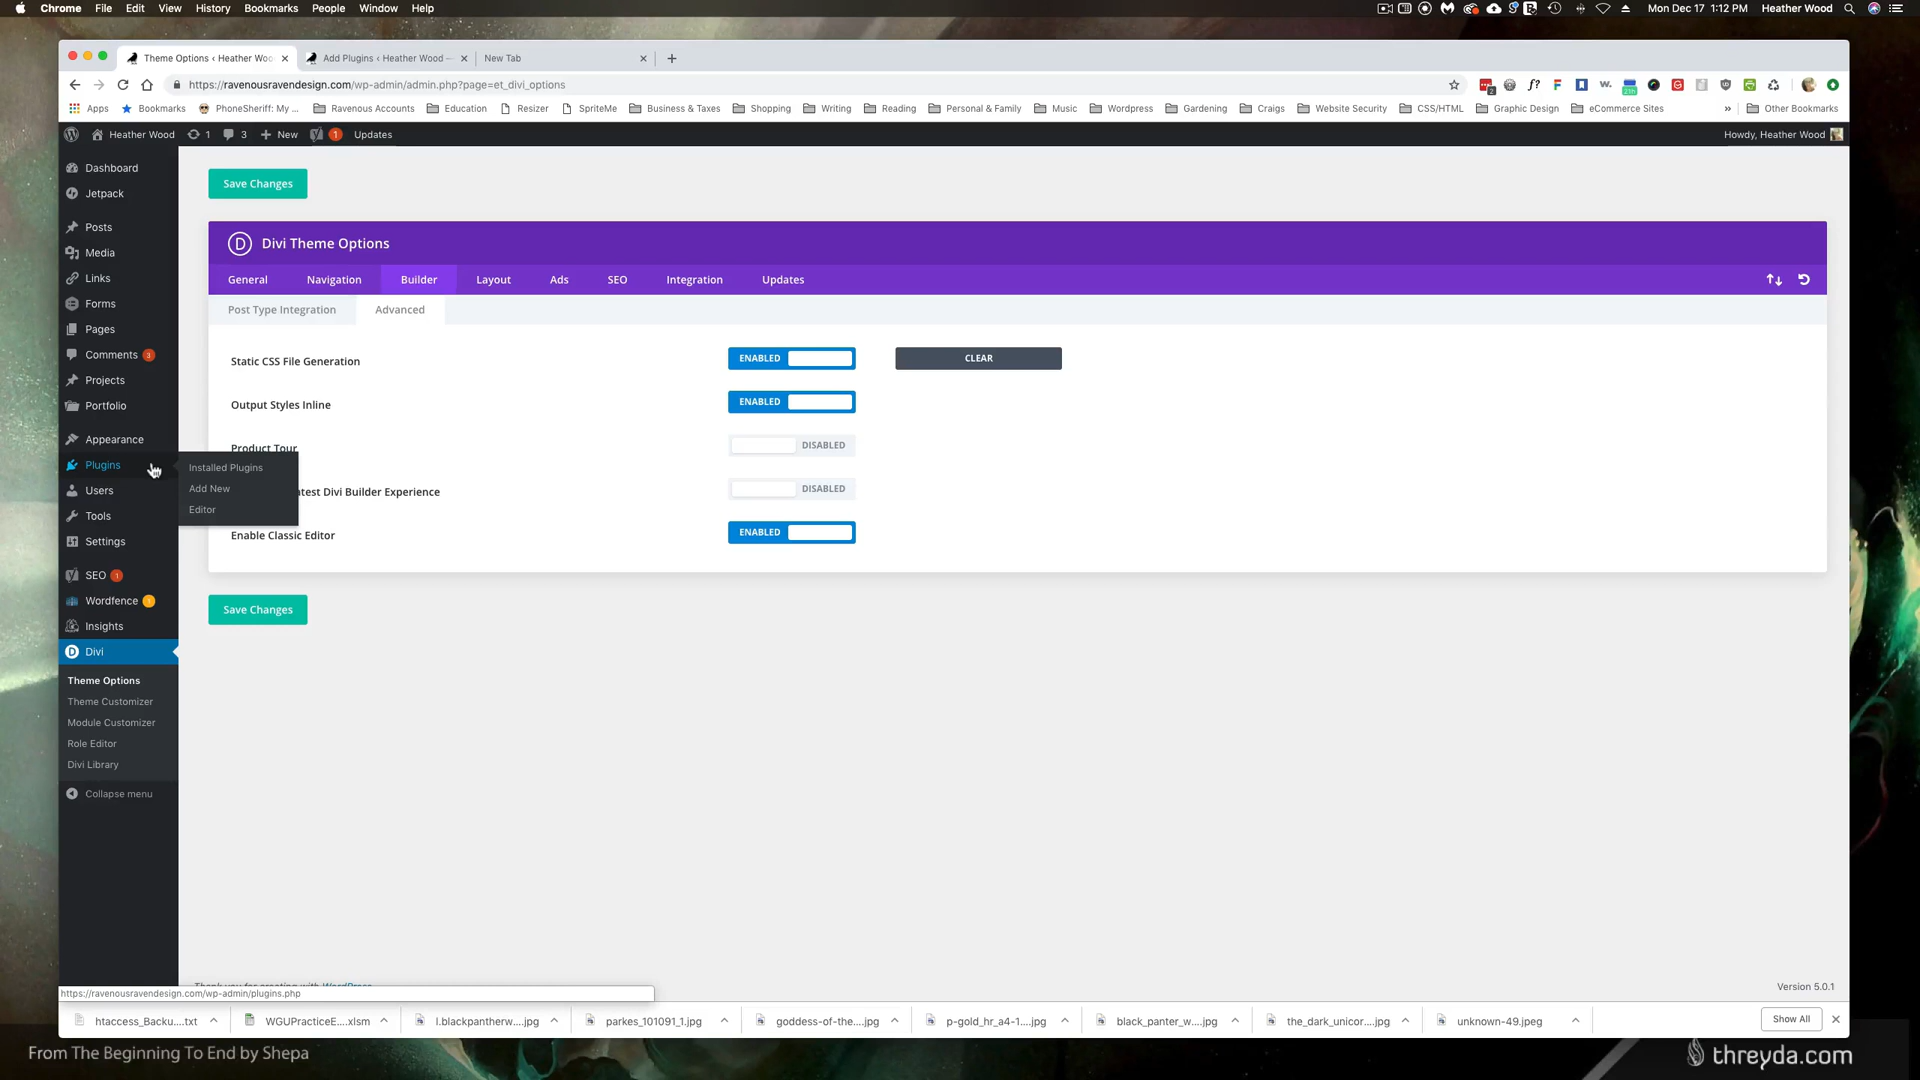 Chrome File Edit View History Bookmarks People Window Help Mon Dec 17 1:12 PM Heather Wood
Theme Options ‹ Heather Woo Add Plugins ‹ Heather Wood — New Tab
https://ravenousravendesign.com/wp-admin/admin.php?page=et_divi_options
Apps Bookmarks PhoneSheriff: My ... Ravenous Accounts Education Resizer SpriteMe Business & Taxes Shopping Writing Reading Personal & Family Music Wordpress Gardening Craigs Website Security CSS/HTML Graphic Design eCommerce Sites » Other Bookmarks
Heather Wood 1 3 New 1 Updates Howdy, Heather Wood
Dashboard
Jetpack
Posts
Media
Links
Forms
Pages
Comments 3
Projects
Portfolio
Appearance
Plugins
Users
Tools
Settings
SEO 1
Wordfence 1
Insights
Divi
Theme Options
Theme Customizer
Module Customizer
Role Editor
Divi Library
Collapse menu
Installed Plugins
Add New
Editor
Save Changes
Divi Theme Options
General Navigation Builder Layout Ads SEO Integration Updates
Post Type Integration Advanced
Static CSS File Generation ENABLED CLEAR
Output Styles Inline ENABLED
Product Tour DISABLED
atest Divi Builder Experience DISABLED
Enable Classic Editor ENABLED
Save Changes
Thank you for creating with WordPress. Version 5.0.1
https://ravenousravendesign.com/wp-admin/plugins.php
htaccess_Backu....txt WGUPracticeE....xlsm l.blackpantherw....jpg parkes_101091_1.jpg goddess-of-the....jpg p-gold_hr_a4-1....jpg black_panter_w....jpg the_dark_unicor....jpg unknown-49.jpeg Show All
From The Beginning To End by Shepa threyda.com